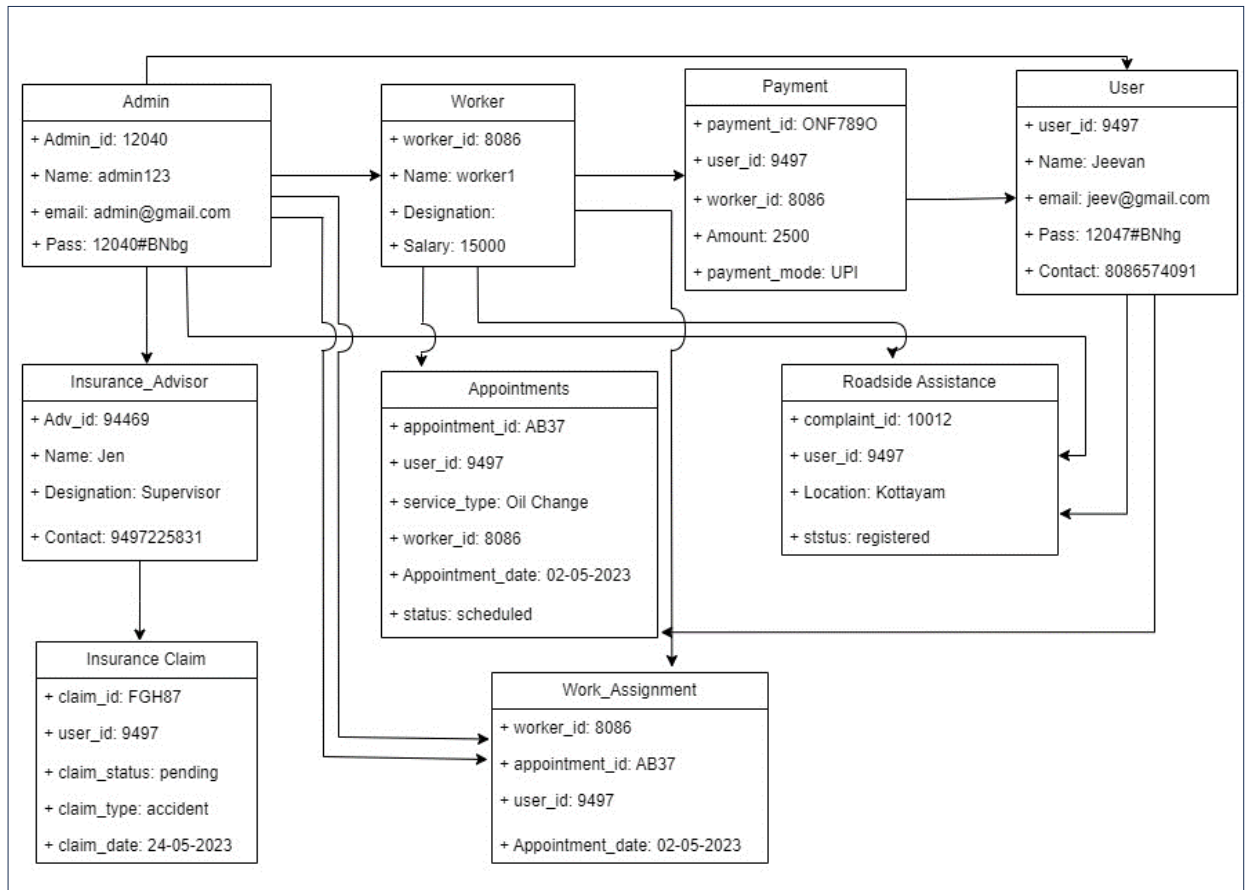 Admin
+ Admin_id: 12040
+ Name: admin123
+ email: admin@gmail.com
+ Pass: 12040#BNbg
Worker
+ worker_id: 8086
+ Name: worker1
+ Designation:
+ Salary: 15000
Payment
+ payment_id: ONF789O
+ user_id: 9497
+ worker_id: 8086
+ Amount: 2500
+ payment_mode: UPI
User
+ user_id: 9497
+ Name: Jeevan
+ email: jeev@gmail.com
+ Pass: 12047#BNhg
+ Contact: 8086574091
Insurance_Advisor
+ Adv_id: 94469
+ Name: Jen
+ Designation: Supervisor
+ Contact: 9497225831
Appointments
+ appointment_id: AB37
+ user_id: 9497
+ service_type: Oil Change
+ worker_id: 8086
+ Appointment_date: 02-05-2023
+ status: scheduled
Roadside Assistance
+ complaint_id: 10012
+ user_id: 9497
+ Location: Kottayam
+ ststus: registered
Insurance Claim
+ claim_id: FGH87
+ user_id: 9497
+ claim_status: pending
+ claim_type: accident
+ claim_date: 24-05-2023
Work_Assignment
+ worker_id: 8086
+ appointment_id: AB37
+ user_id: 9497
+ Appointment_date: 02-05-2023